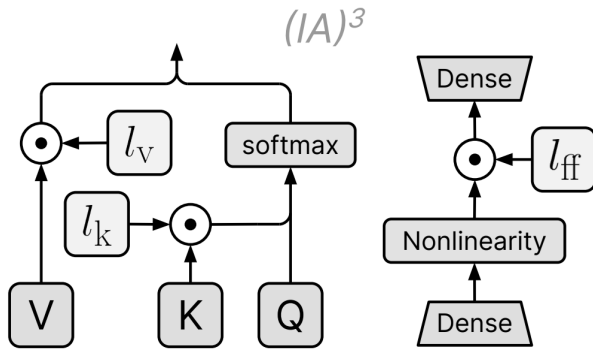 (IA)³
Dense
l_v
softmax
l_ff
l_k
Nonlinearity
V
K
Q
Dense